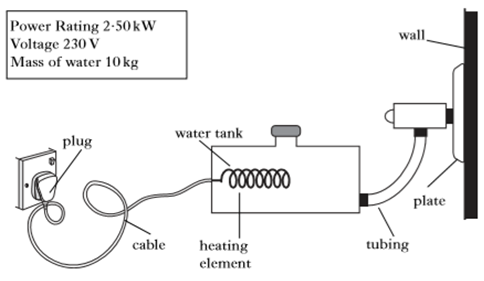 Power Rating 2·50 kW
Voltage 230 V
Mass of water 10 kg
wall
plug
water tank
plate
cable
heating
element
tubing